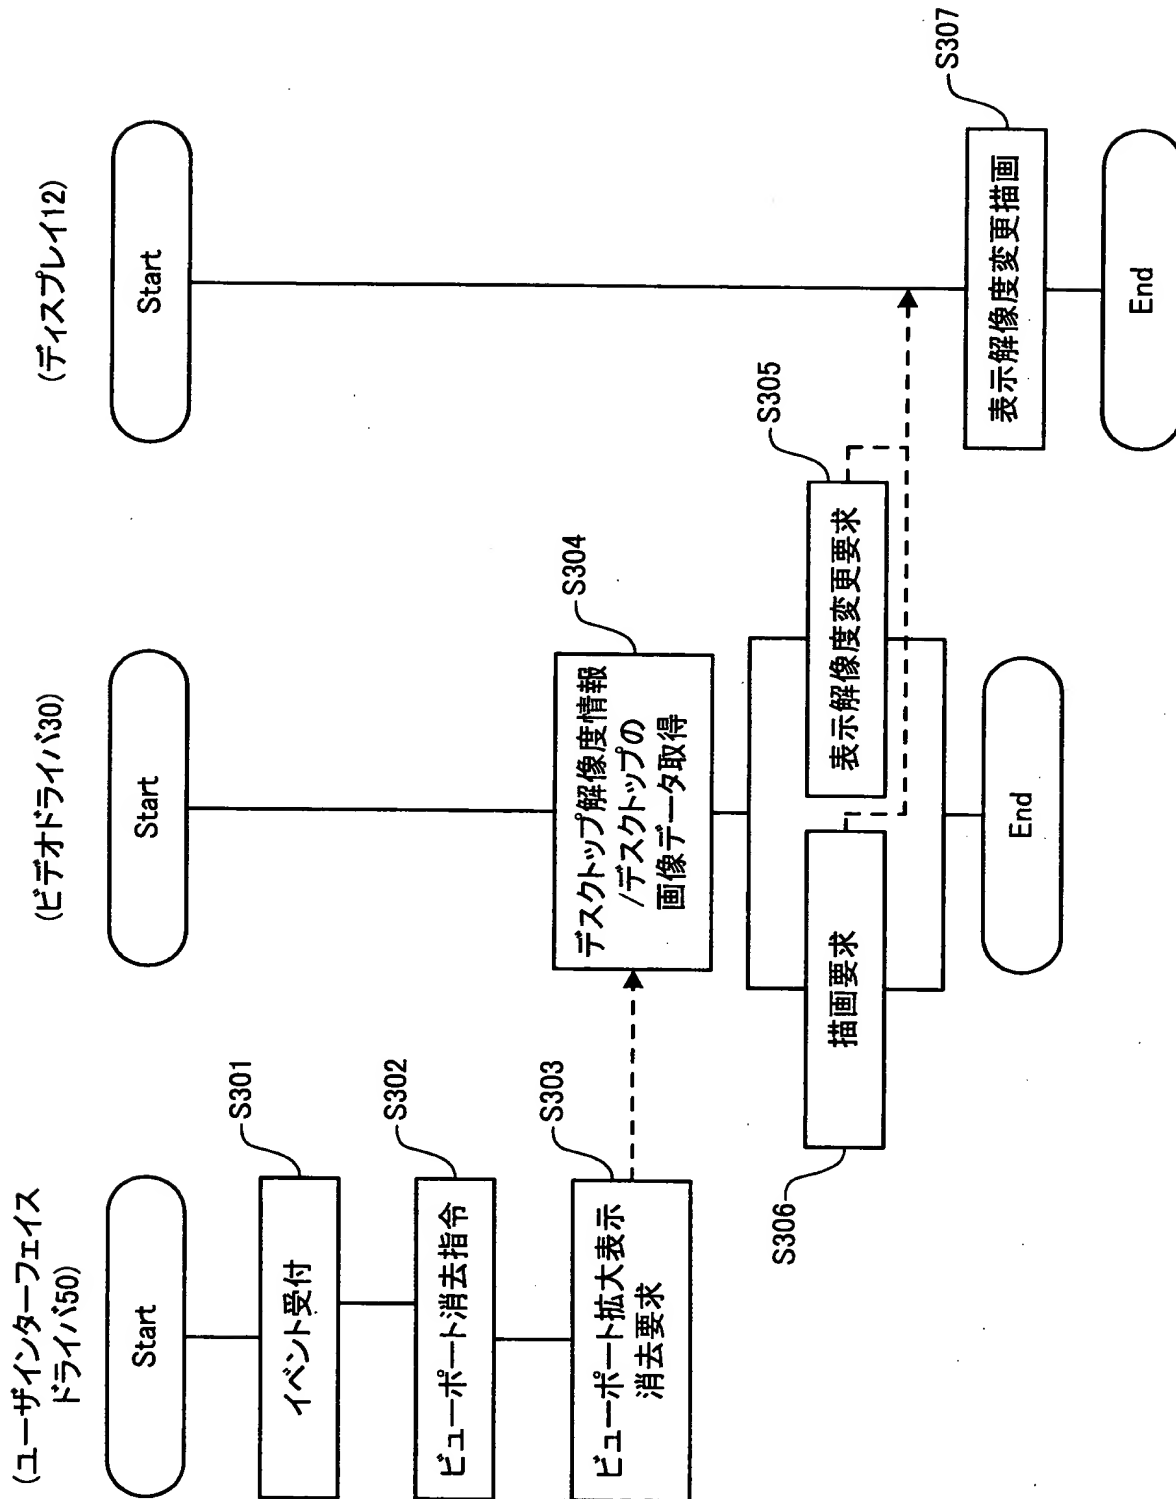 (ユーザインターフェイス
ドライバ50)
Start
イベント受付
S301
ビューポート消去指令
S302
ビューポート拡大表示
消去要求
S303
(ビデオドライバ30)
Start
デスクトップ解像度情報
/デスクトップの
画像データ取得
S304
表示解像度変更要求
S305
描画要求
S306
End
(ディスプレイ12)
Start
表示解像度変更描画
S307
End